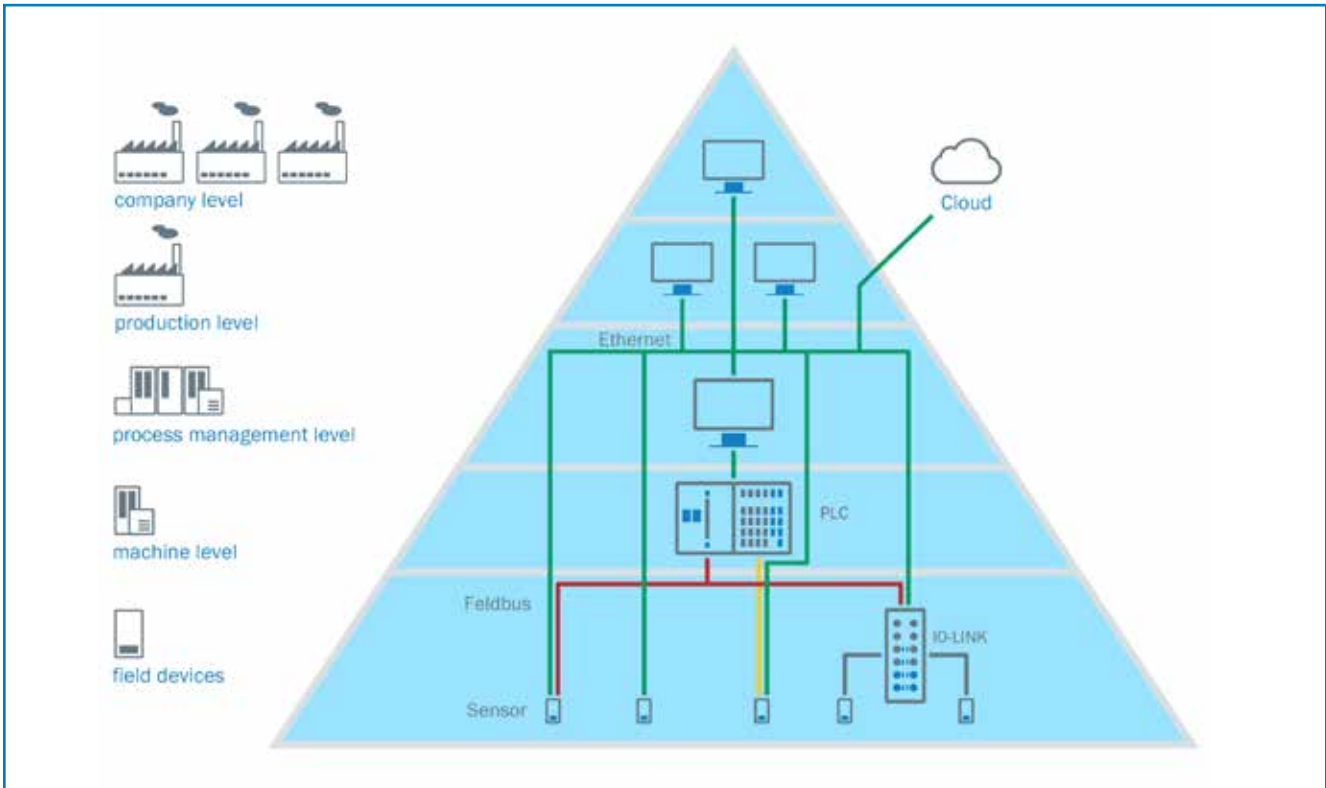 company level
Cloud
production level
Ethernet
process management level
PLC
machine level
Feldbus
IO-LINK
field devices
Sensor